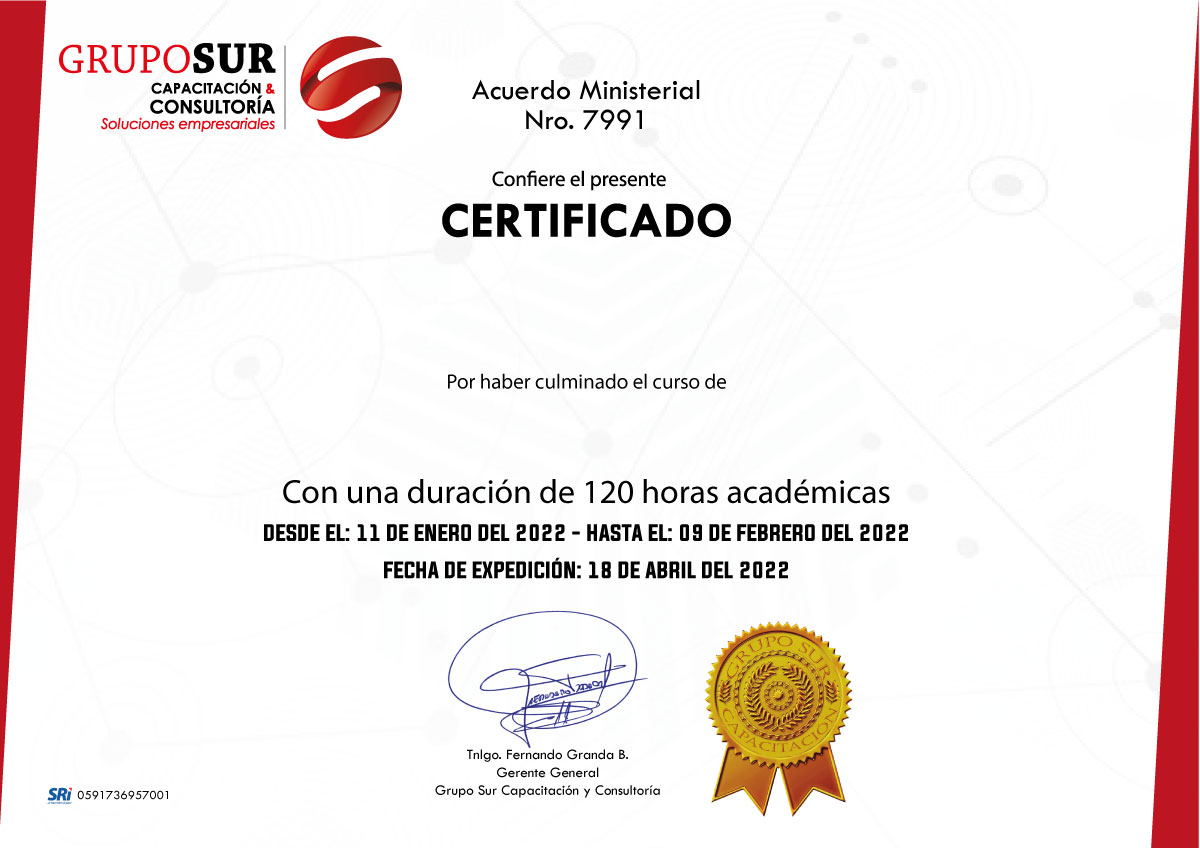 GRUPOSUR
CAPACITACIÓN &
CONSULTORÍA
Soluciones empresariales
Acuerdo Ministerial
Nro. 7991
Confiere el presente
CERTIFICADO
Por haber culminado el curso de
Con una duración de 120 horas académicas
DESDE EL: 11 DE ENERO DEL 2022 - HASTA EL: 09 DE FEBRERO DEL 2022
FECHA DE EXPEDICIÓN: 18 DE ABRIL DEL 2022
Tnlgo. Fernando Granda B.
Gerente General
Grupo Sur Capacitación y Consultoría
GRUPO SUR
CAPACITACIÓN
SRi 0591736957001